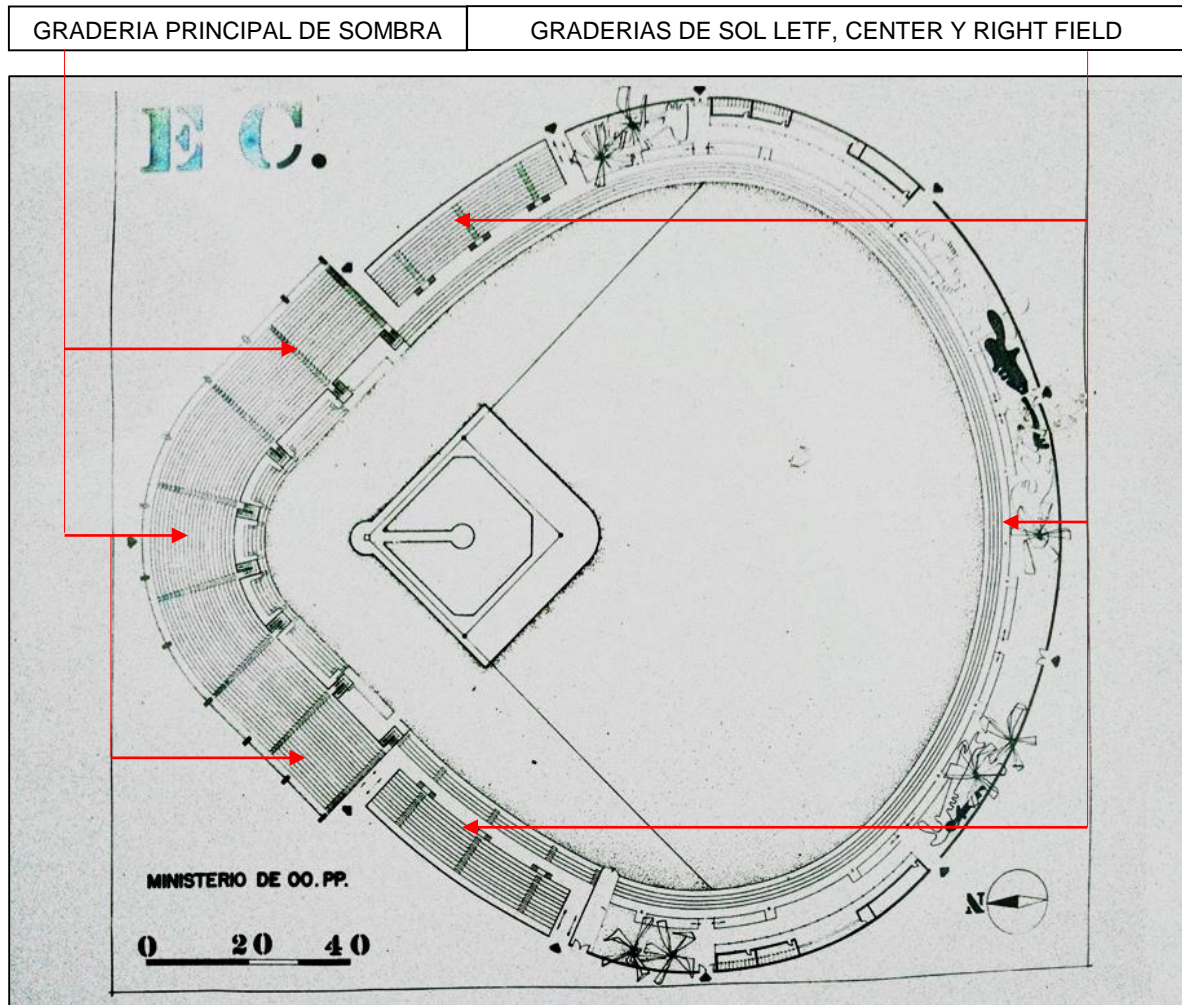 GRADERIA PRINCIPAL DE SOMBRA
GRADERIAS DE SOL LETF, CENTER Y RIGHT FIELD
E C.
MINISTERIO DE OO. PP.
0 20 40
N